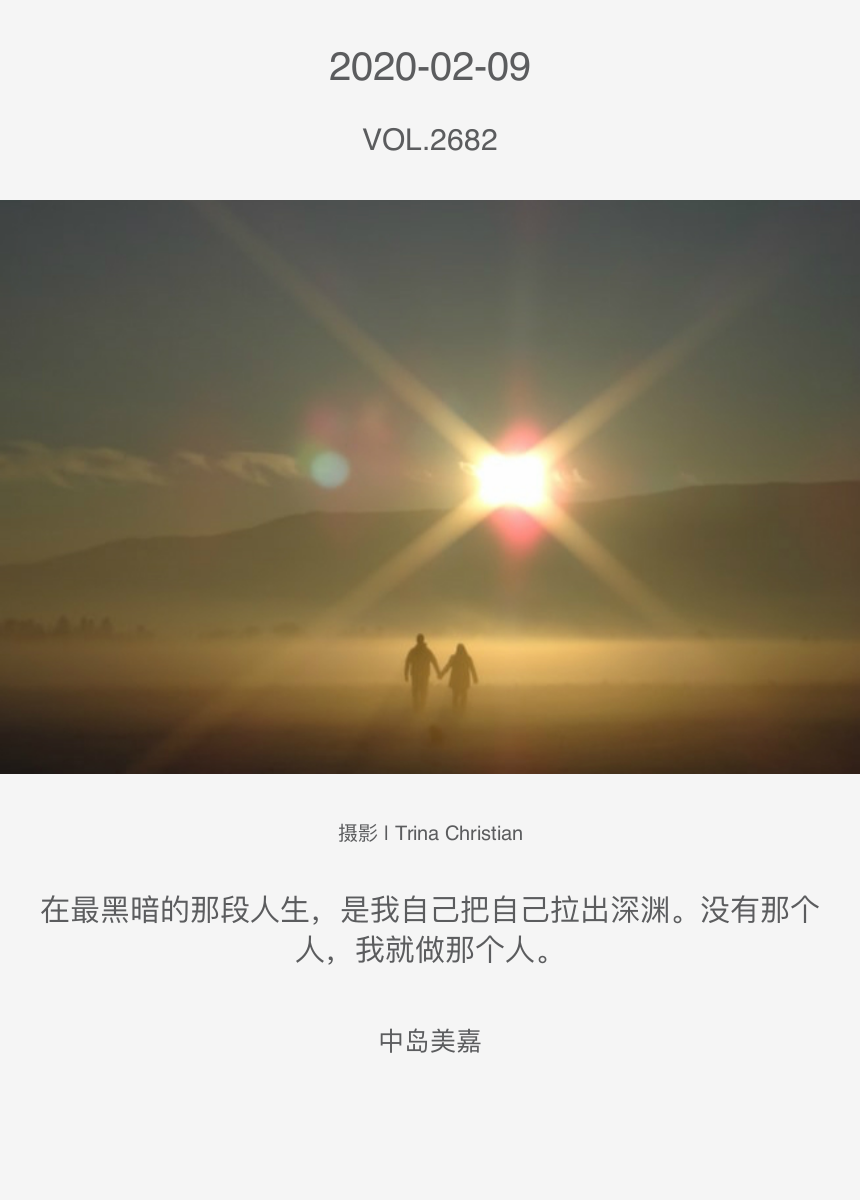 2020-02-09
VOL.2682
摄影 | Trina Christian
在最黑暗的那段人生，是我自己把自己拉出深渊。没有那个
人，我就做那个人。
中岛美嘉